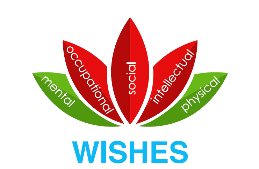 mental
occupational
social
intellectual
physical
WISHES